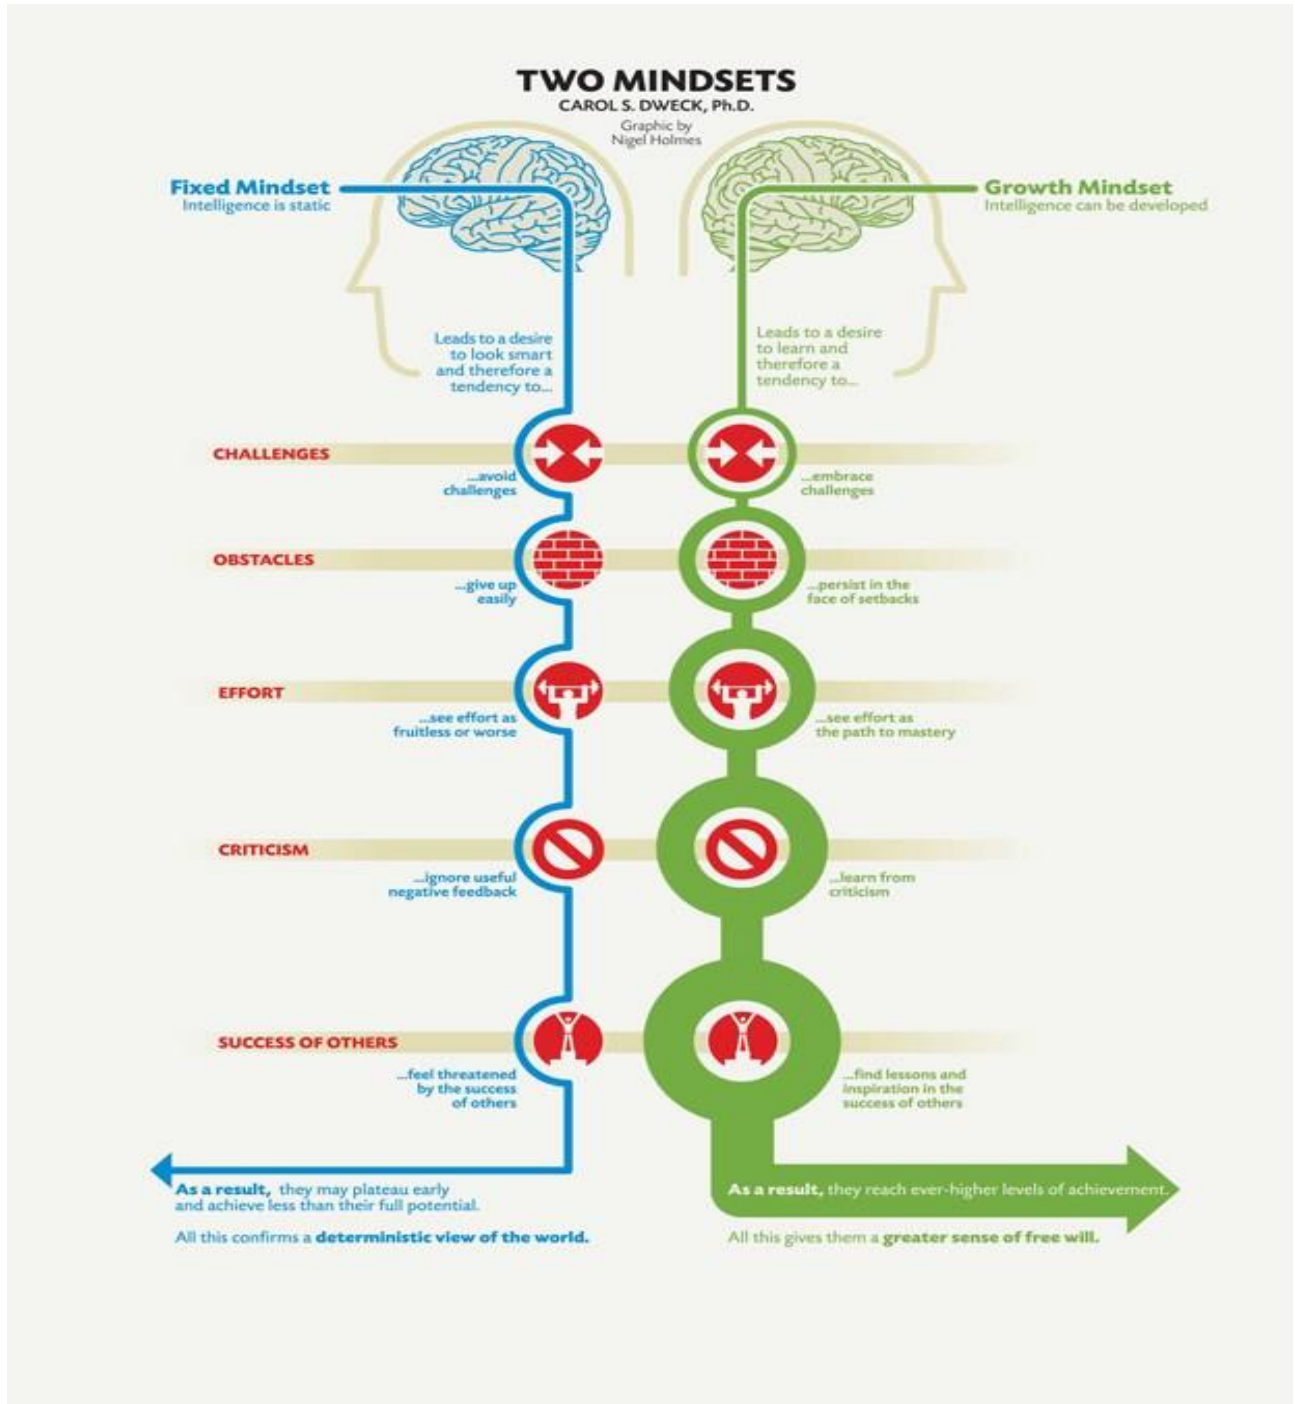 TWO MINDSETS
CAROL S. DWECK, Ph.D.
Graphic by
Nigel Holmes
Fixed Mindset
Intelligence is static
Growth Mindset
Intelligence can be developed
Leads to a desire
to look smart
and therefore a
tendency to...
Leads to a desire
to learn and
therefore a
tendency to...
CHALLENGES
...avoid
challenges
...embrace
challenges
OBSTACLES
...give up
easily
...persist in the
face of setbacks
EFFORT
...see effort as
fruitless or worse
...see effort as
the path to mastery
CRITICISM
...ignore useful
negative feedback
...learn from
criticism
SUCCESS OF OTHERS
...feel threatened
by the success
of others
...find lessons and
inspiration in the
success of others
As a result, they may plateau early
and achieve less than their full potential.
All this confirms a deterministic view of the world.
As a result, they reach ever-higher levels of achievement.
All this gives them a greater sense of free will.